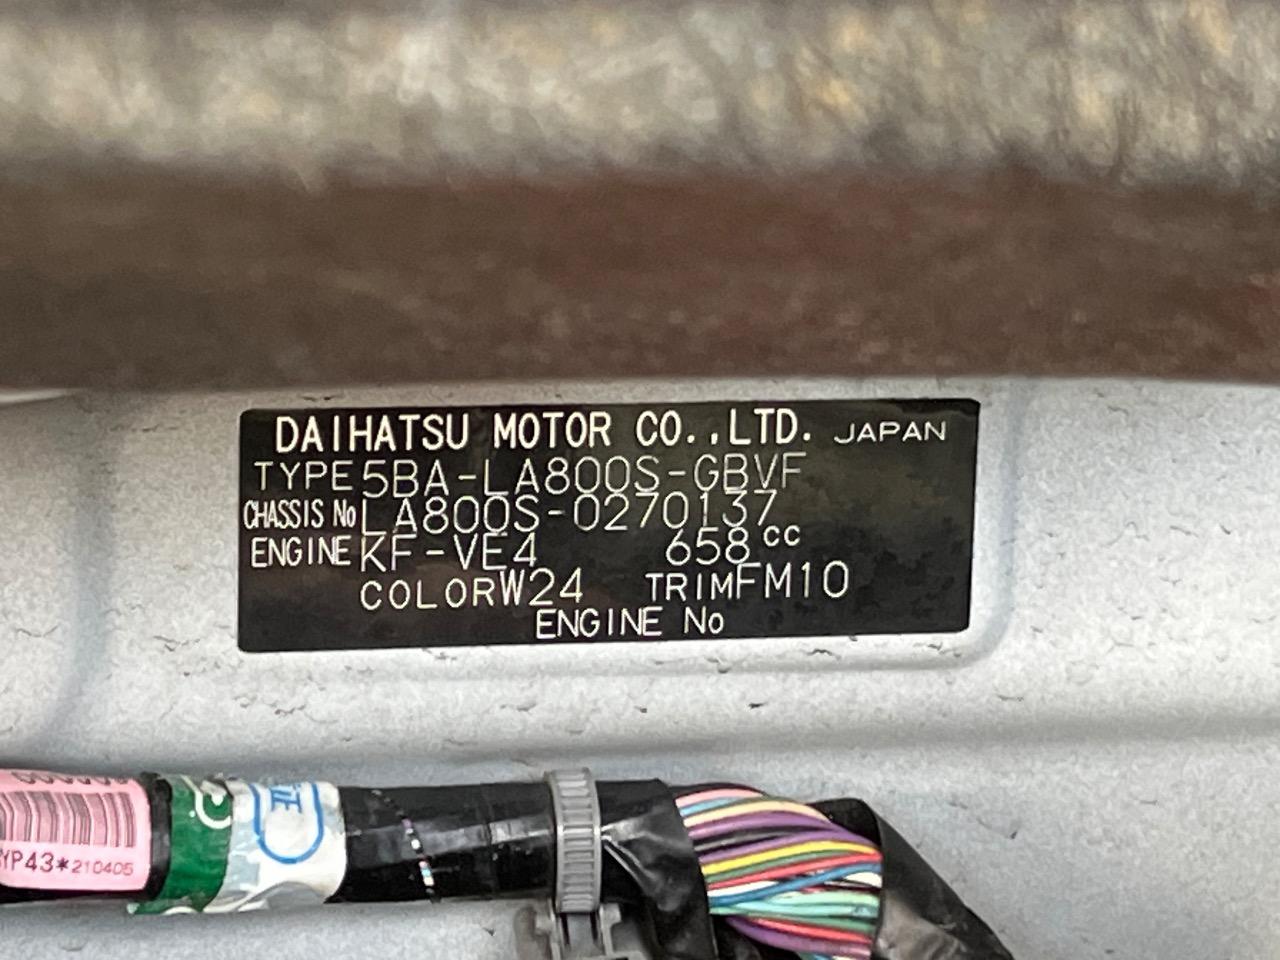 DAIHATSU MOTOR CO.,LTD. JAPAN
TYPE 5BA-LA800S-GBVF
CHASSIS No LA800S-0270137
ENGINE KF-VE4 658cc
COLOR W24 TRIM FM10
ENGINE No
YP43*210405